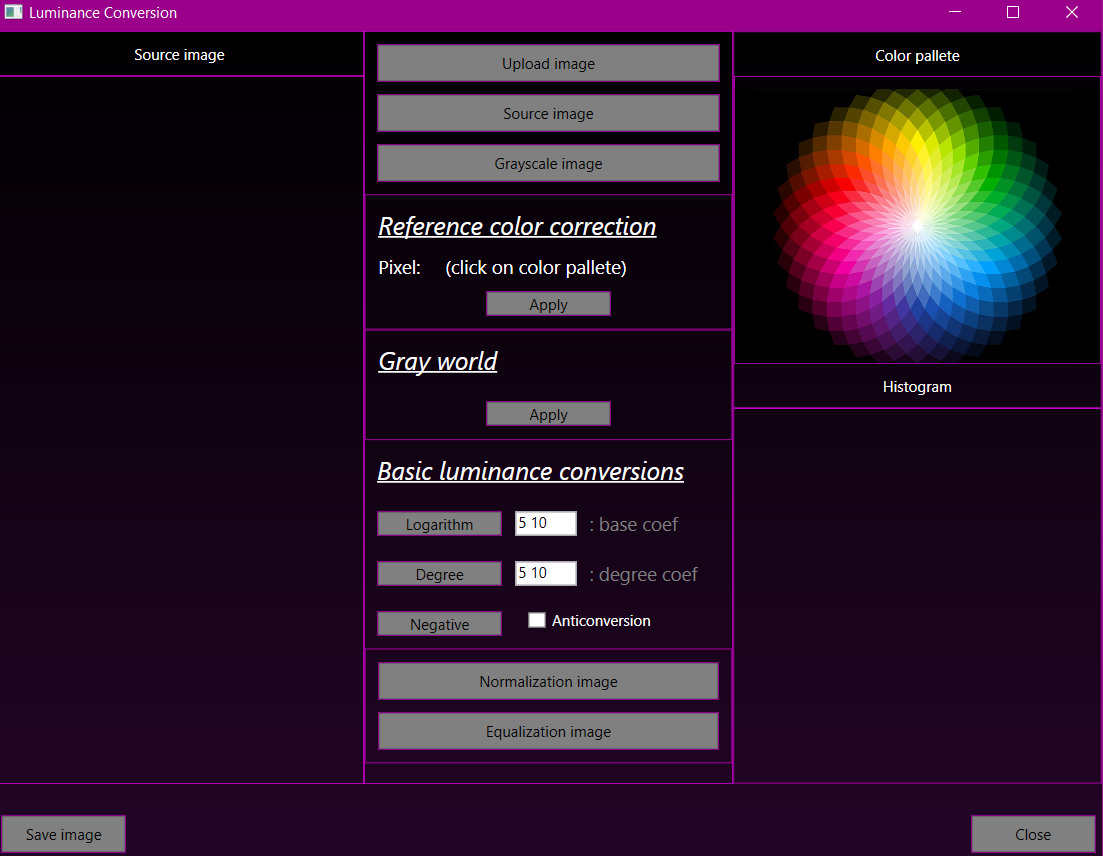 Luminance Conversion
Source image
Upload image
Source image
Grayscale image
Reference color correction
Pixel: (click on color pallete)
Apply
Gray world
Apply
Basic luminance conversions
Logarithm 5 10 : base coef
Degree 5 10 : degree coef
Negative Anticonversion
Normalization image
Equalization image
Color pallete
Histogram
Save image
Close